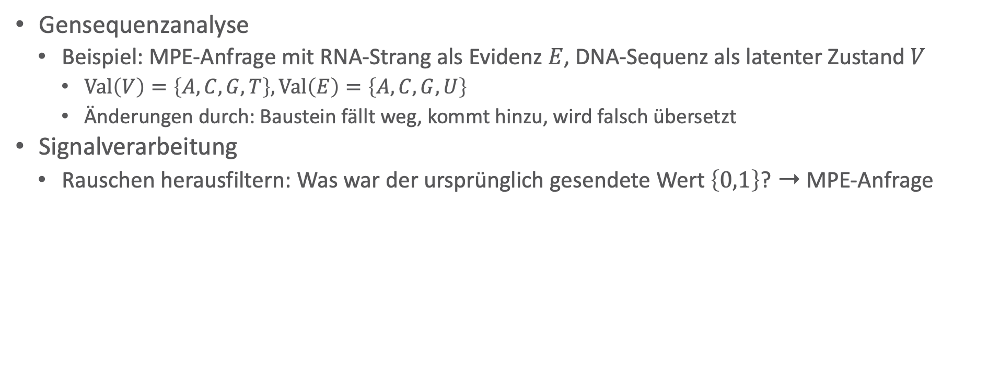 • Gensequenzanalyse
• Beispiel: MPE-Anfrage mit RNA-Strang als Evidenz E, DNA-Sequenz als latenter Zustand V
• Val(V) = {A, C, G, T}, Val(E) = {A, C, G, U}
• Änderungen durch: Baustein fällt weg, kommt hinzu, wird falsch übersetzt
• Signalverarbeitung
• Rauschen herausfiltern: Was war der ursprünglich gesendete Wert {0,1}? → MPE-Anfrage